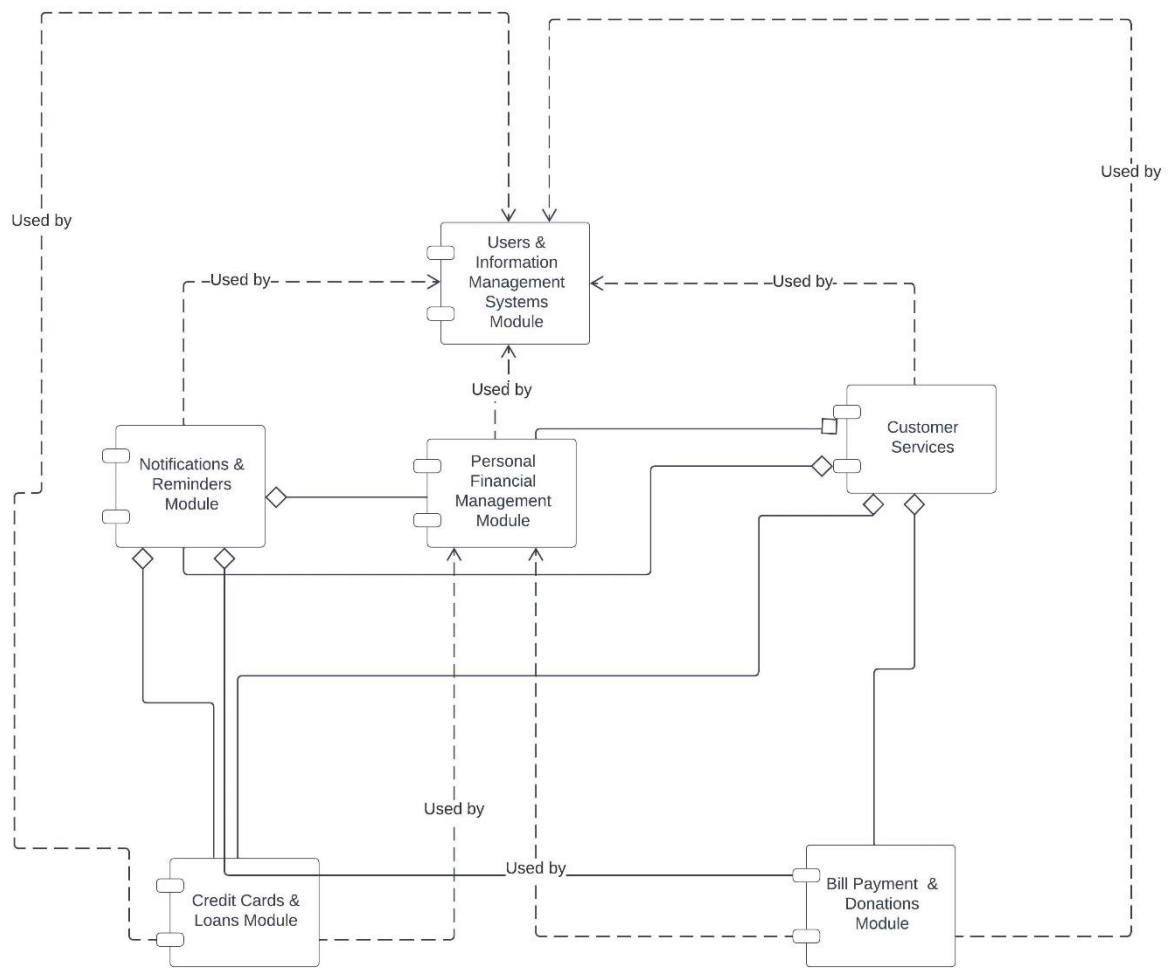 Used by
Used by
Users &
Information
Management
Systems
Module
Used by
Used by
Used by
Customer
Services
Notifications &
Reminders
Module
Personal
Financial
Management
Module
Used by
Used by
Credit Cards &
Loans Module
Bill Payment &
Donations
Module